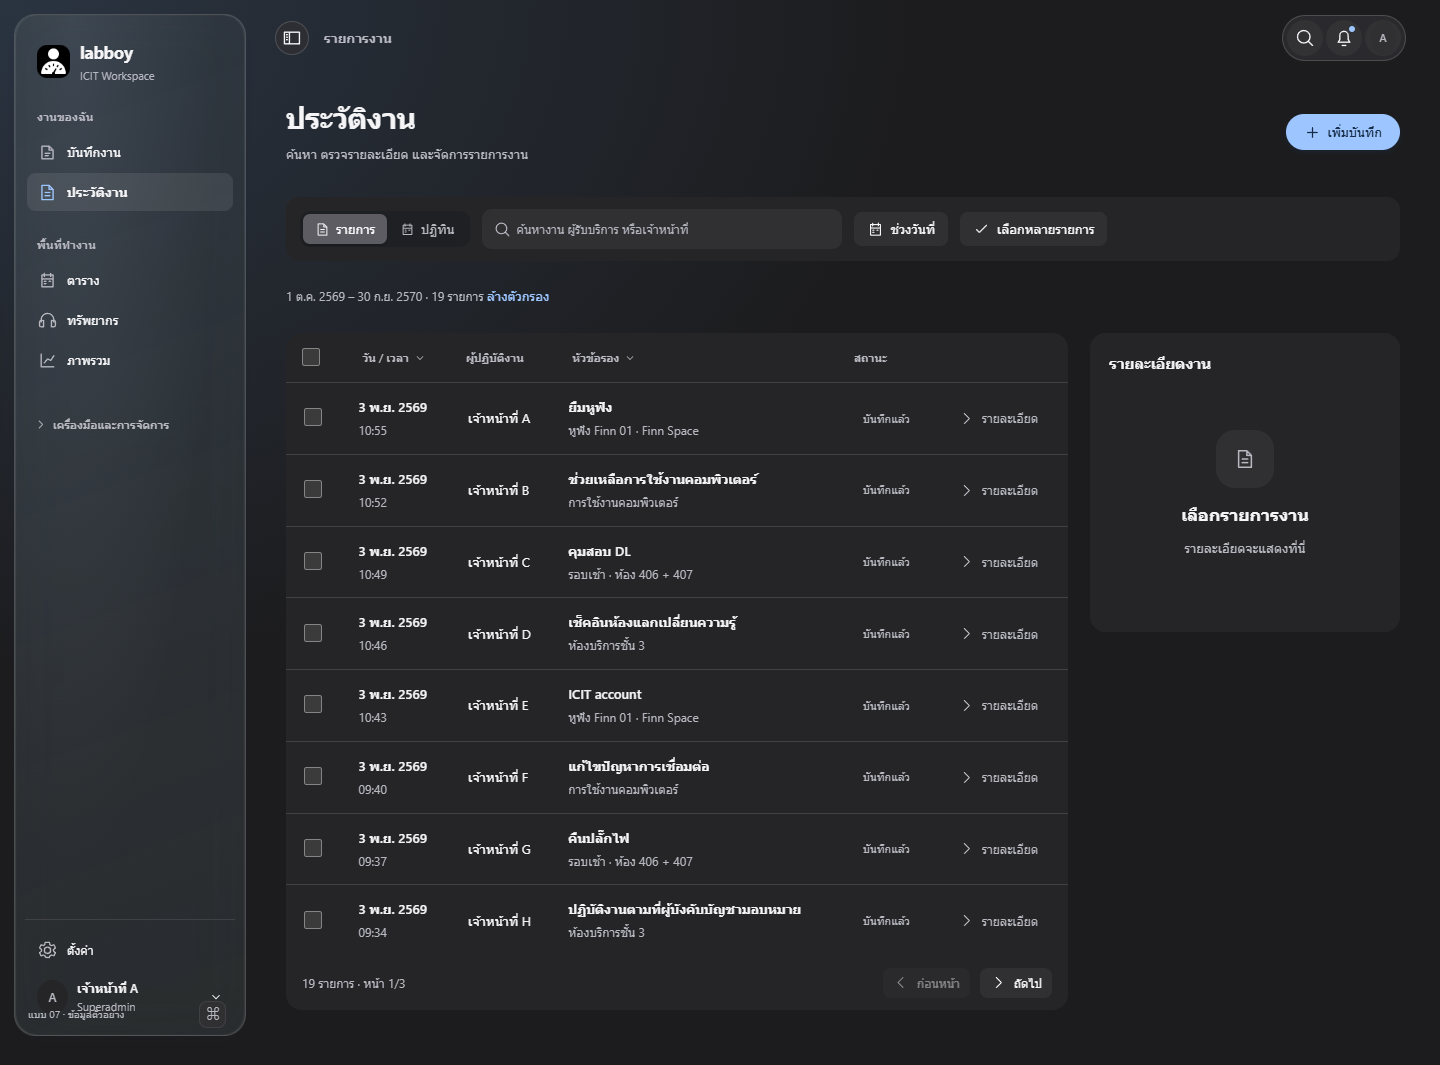 labboy
ICIT Workspace
งานของฉัน
บันทึกงาน
ประวัติงาน
พื้นที่ทำงาน
ตาราง
ทรัพยากร
ภาพรวม
เครื่องมือและการจัดการ
ตั้งค่า
A
เจ้าหน้าที่ A
Superadmin
แบบ 07 · ข้อมูลตัวอย่าง
รายการงาน
A
ประวัติงาน
ค้นหา ตรวจรายละเอียด และจัดการรายการงาน
เพิ่มบันทึก
รายการ ปฏิทิน ค้นหางาน ผู้รับบริการ หรือเจ้าหน้าที่ ช่วงวันที่ เลือกหลายรายการ
1 ต.ค. 2569 – 30 ก.ย. 2570 · 19 รายการ ล้างตัวกรอง
วัน / เวลา ผู้ปฏิบัติงาน หัวข้อรอง สถานะ
3 พ.ย. 2569 ยืมหูฟัง
เจ้าหน้าที่ A บันทึกแล้ว รายละเอียด
10:55 หูฟัง Finn 01 · Finn Space
3 พ.ย. 2569 ช่วยเหลือการใช้งานคอมพิวเตอร์
เจ้าหน้าที่ B บันทึกแล้ว รายละเอียด
10:52 การใช้งานคอมพิวเตอร์
3 พ.ย. 2569 คุมสอบ DL
เจ้าหน้าที่ C บันทึกแล้ว รายละเอียด
10:49 รอบเช้า · ห้อง 406 + 407
3 พ.ย. 2569 เช็คอินห้องแลกเปลี่ยนความรู้
เจ้าหน้าที่ D บันทึกแล้ว รายละเอียด
10:46 ห้องบริการชั้น 3
3 พ.ย. 2569 ICIT account
เจ้าหน้าที่ E บันทึกแล้ว รายละเอียด
10:43 หูฟัง Finn 01 · Finn Space
3 พ.ย. 2569 แก้ไขปัญหาการเชื่อมต่อ
เจ้าหน้าที่ F บันทึกแล้ว รายละเอียด
09:40 การใช้งานคอมพิวเตอร์
3 พ.ย. 2569 คืนปลั๊กไฟ
เจ้าหน้าที่ G บันทึกแล้ว รายละเอียด
09:37 รอบเช้า · ห้อง 406 + 407
3 พ.ย. 2569 ปฏิบัติงานตามที่ผู้บังคับบัญชามอบหมาย
เจ้าหน้าที่ H บันทึกแล้ว รายละเอียด
09:34 ห้องบริการชั้น 3
19 รายการ · หน้า 1/3 ก่อนหน้า ถัดไป
รายละเอียดงาน
เลือกรายการงาน
รายละเอียดจะแสดงที่นี่